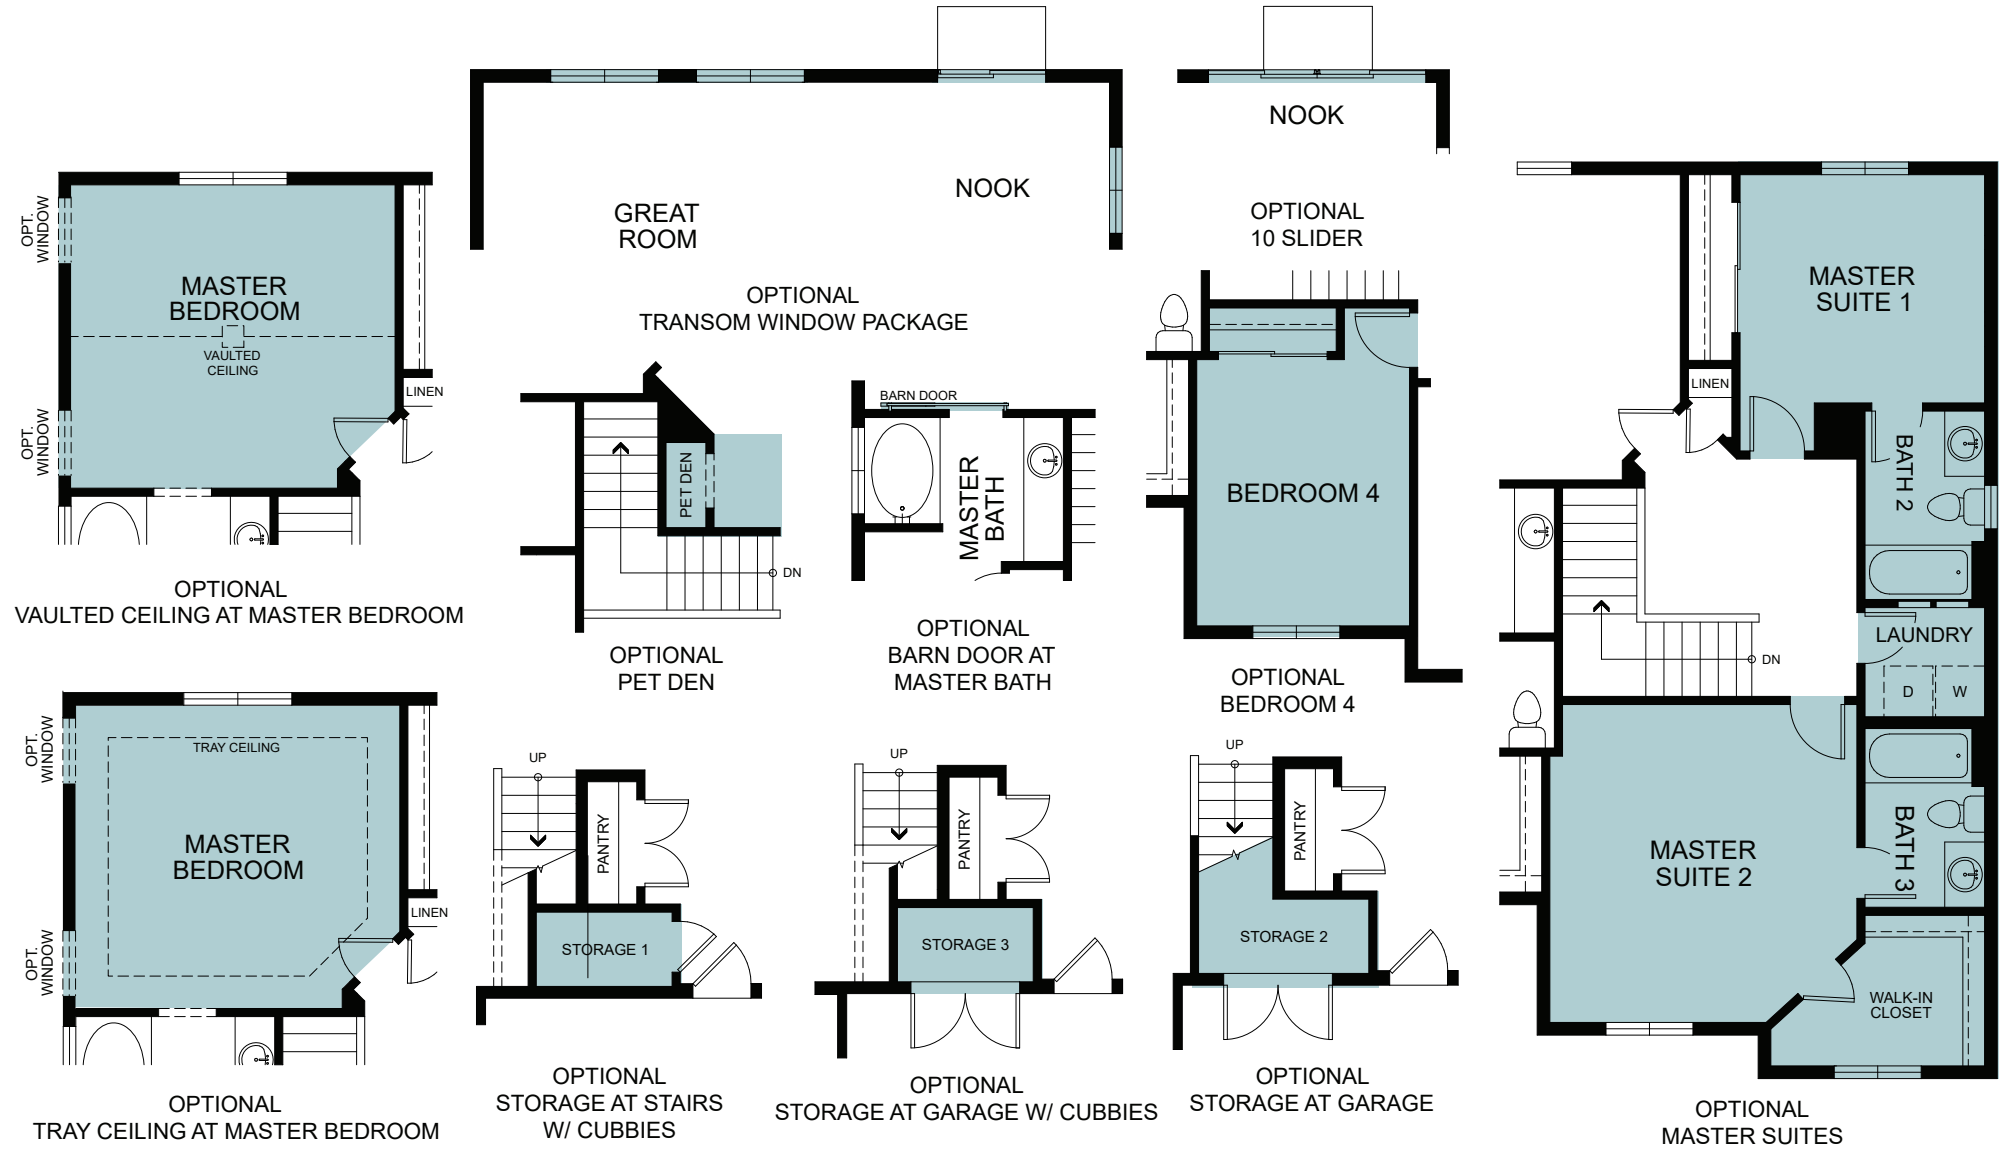 OPT.
WINDOW
MASTER
BEDROOM
VAULTED
CEILING
OPT.
WINDOW
LINEN
OPTIONAL
VAULTED CEILING AT MASTER BEDROOM
OPT.
WINDOW
TRAY CEILING
MASTER
BEDROOM
OPT.
WINDOW
LINEN
OPTIONAL
TRAY CEILING AT MASTER BEDROOM
GREAT
ROOM
NOOK
OPTIONAL
TRANSOM WINDOW PACKAGE
NOOK
OPTIONAL
10 SLIDER
PET DEN
DN
OPTIONAL
PET DEN
BARN DOOR
MASTER
BATH
OPTIONAL
BARN DOOR AT
MASTER BATH
BEDROOM 4
OPTIONAL
BEDROOM 4
UP
PANTRY
STORAGE 1
OPTIONAL
STORAGE AT STAIRS
W/ CUBBIES
UP
PANTRY
STORAGE 3
OPTIONAL
STORAGE AT GARAGE W/ CUBBIES
UP
PANTRY
STORAGE 2
OPTIONAL
STORAGE AT GARAGE
MASTER
SUITE 1
LINEN
BATH 2
LAUNDRY
D
W
DN
MASTER
SUITE 2
BATH 3
WALK-IN
CLOSET
OPTIONAL
MASTER SUITES